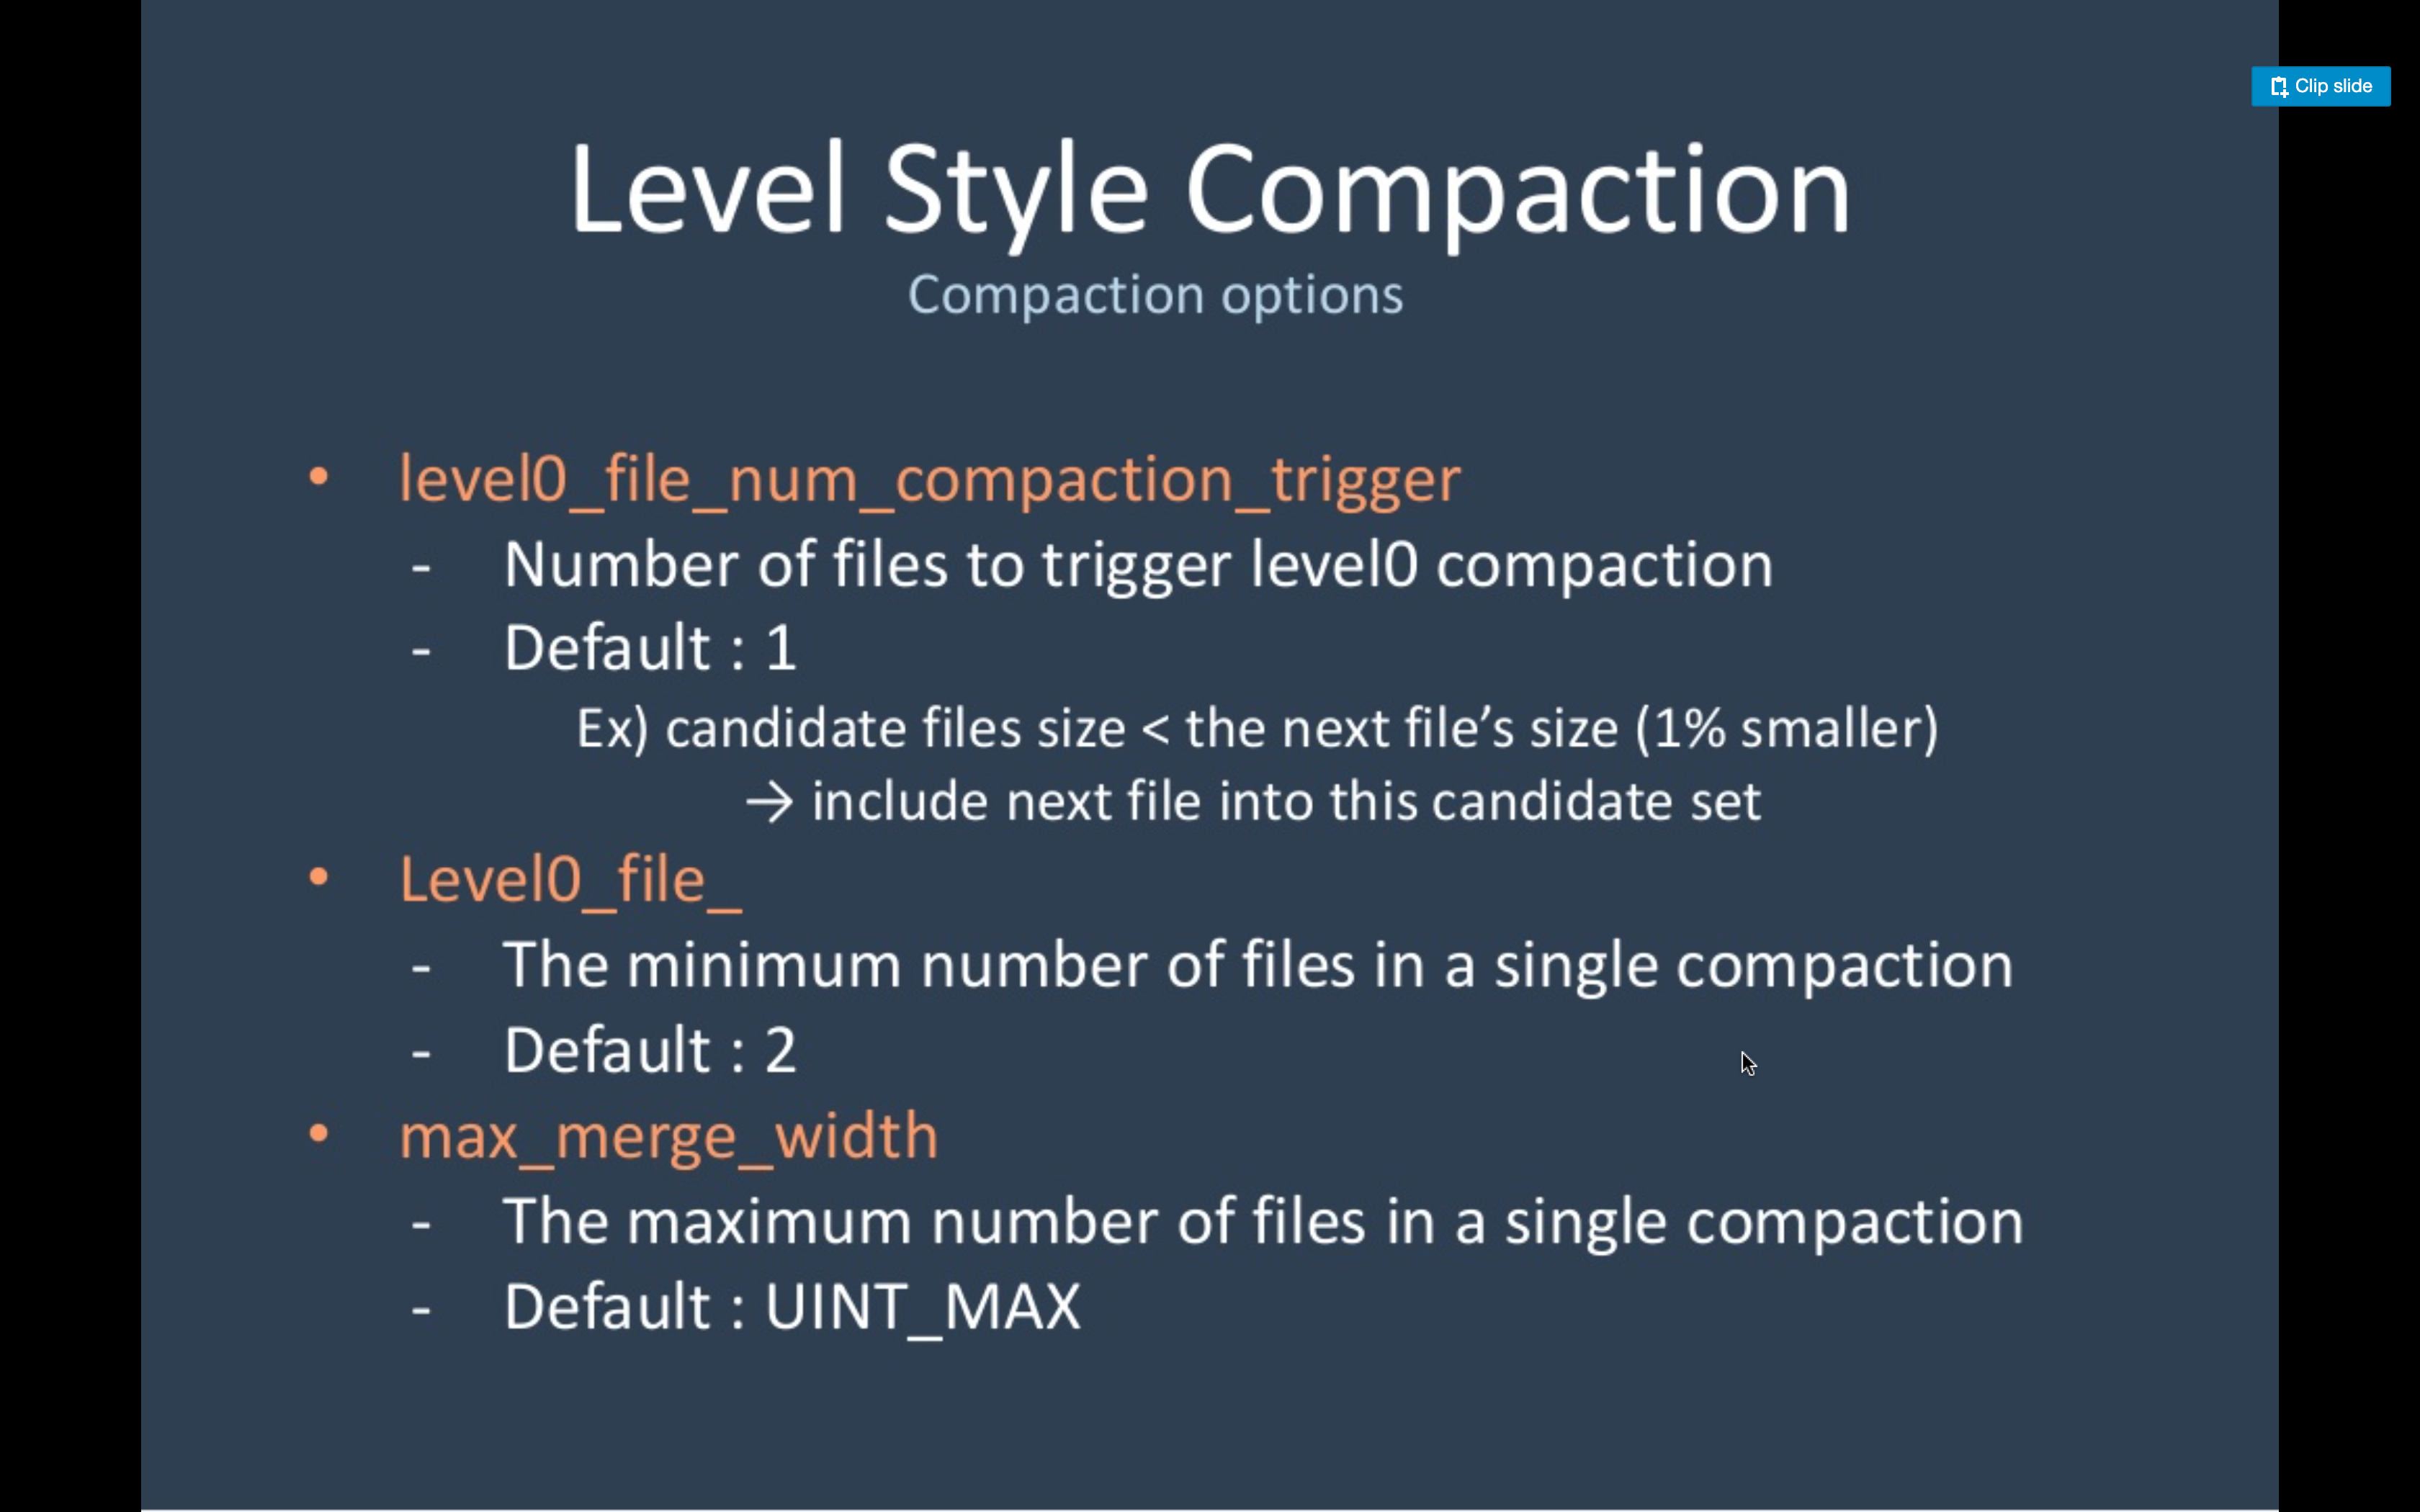 Clip slide
Level Style Compaction
Compaction options
• level0_file_num_compaction_trigger
- Number of files to trigger level0 compaction
- Default : 1
Ex) candidate files size < the next file’s size (1% smaller)
→ include next file into this candidate set
• Level0_file_
- The minimum number of files in a single compaction
- Default : 2
• max_merge_width
- The maximum number of files in a single compaction
- Default : UINT_MAX